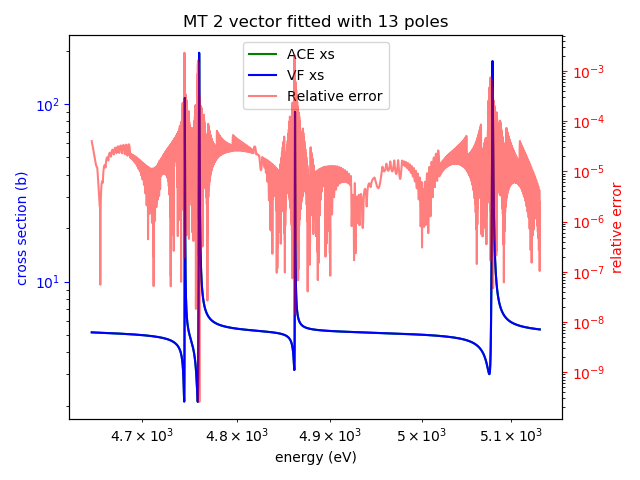 MT 2 vector fitted with 13 poles
ACE xs
VF xs
Relative error
10²
10¹
cross section (b)
10⁻³
10⁻⁴
10⁻⁵
10⁻⁶
10⁻⁷
10⁻⁸
10⁻⁹
relative error
4.7 × 10³ 4.8 × 10³ 4.9 × 10³ 5 × 10³ 5.1 × 10³
energy (eV)